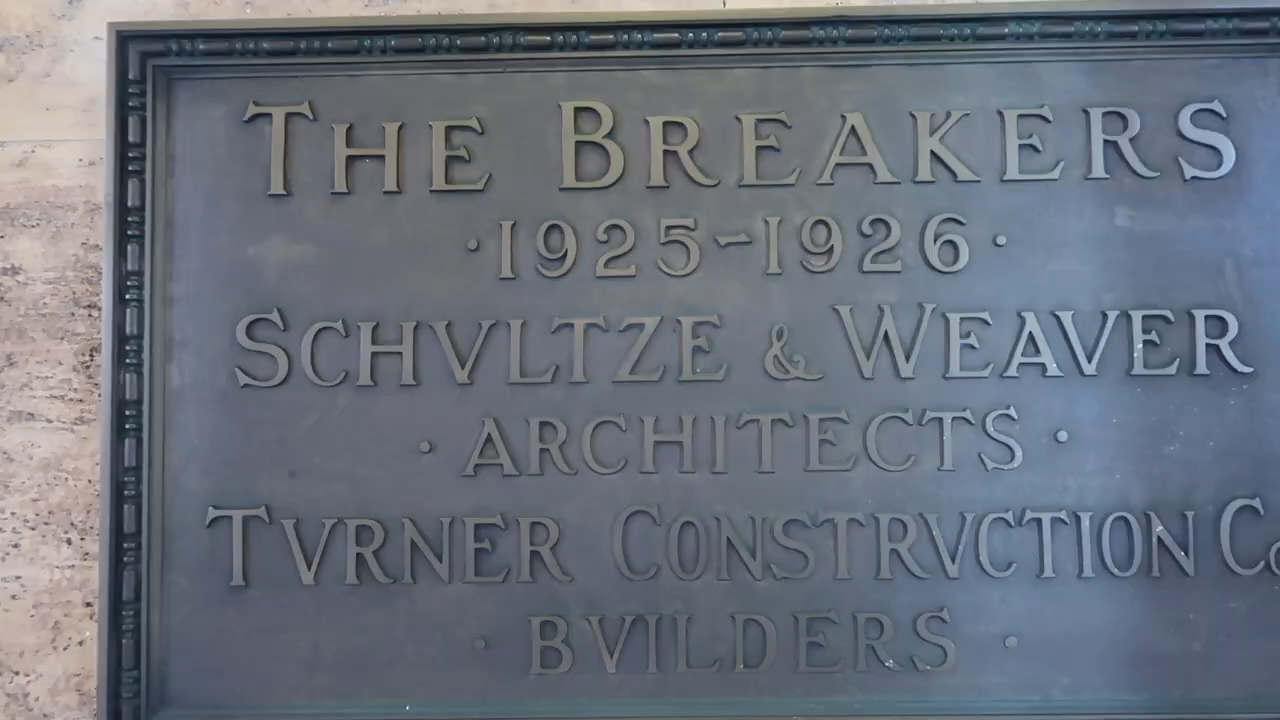 THE BREAKERS
·1925~1926·
SCHVLTZE & WEAVER
·ARCHITECTS·
TVRNER CONSTRVCTION CO
·BVILDERS·